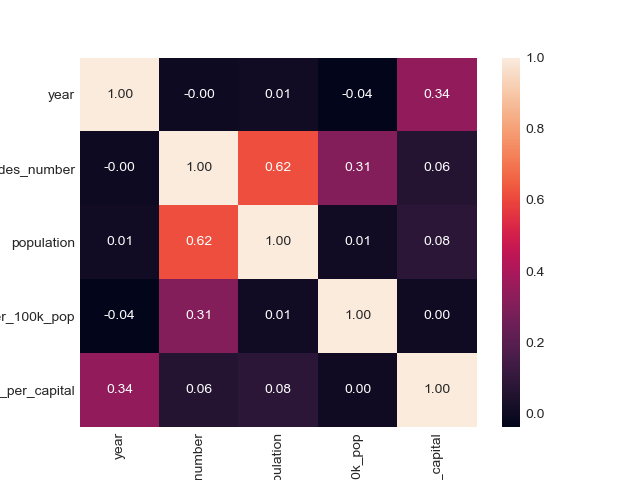 year 1.00 -0.00 0.01 -0.04 0.34
des_number -0.00 1.00 0.62 0.31 0.06
population 0.01 0.62 1.00 0.01 0.08
er_100k_pop -0.04 0.31 0.01 1.00 0.00
_per_capital 0.34 0.06 0.08 0.00 1.00
year
number
pulation
0k_pop
_capital
1.0
0.8
0.6
0.4
0.2
0.0